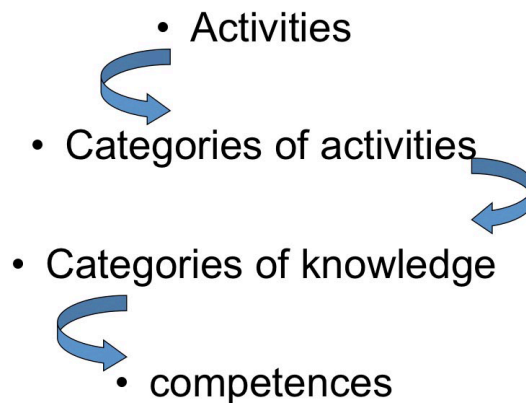 • Activities
• Categories of activities
• Categories of knowledge
• competences